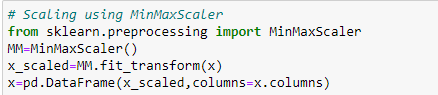 # Scaling using MinMaxScaler
from sklearn.preprocessing import MinMaxScaler
MM=MinMaxScaler()
x_scaled=MM.fit_transform(x)
x=pd.DataFrame(x_scaled,columns=x.columns)